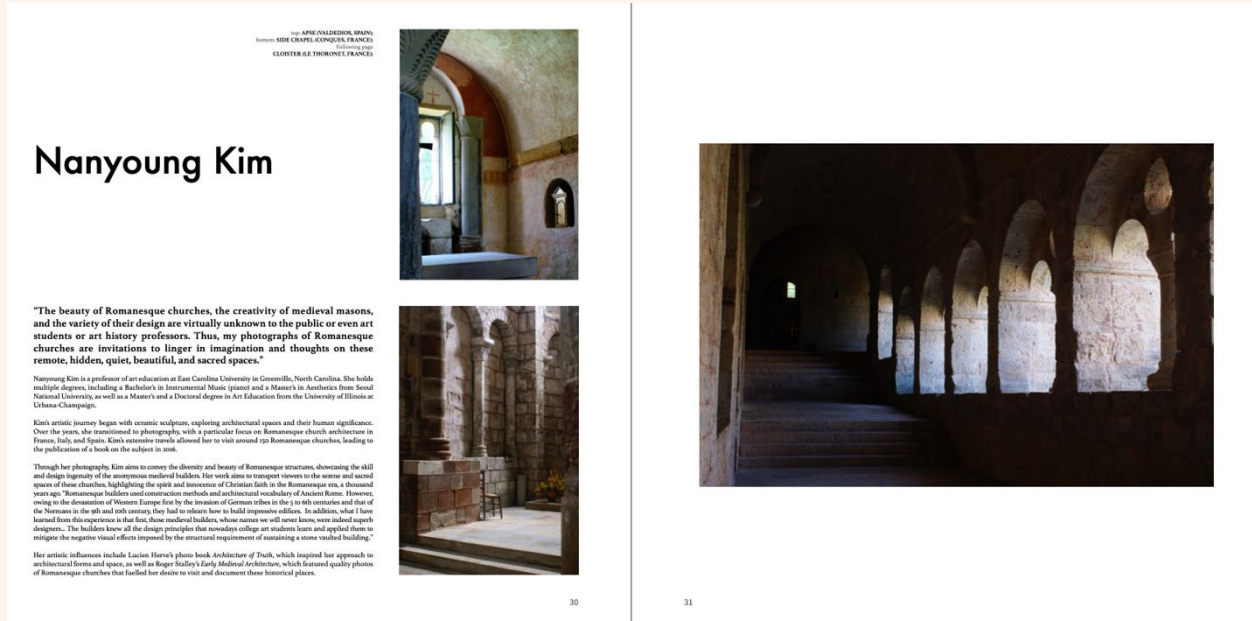 top: APSE (VALDEDIOS, SPAIN);
bottom: SIDE CHAPEL (CONQUES, FRANCE);
Following page
CLOISTER (LE THORONET, FRANCE);
Nanyoung Kim
"The beauty of Romanesque churches, the creativity of medieval masons,
and the variety of their design are virtually unknown to the public or even art
students or art history professors. Thus, my photographs of Romanesque
churches are invitations to linger in imagination and thoughts on these
remote, hidden, quiet, beautiful, and sacred spaces."
Nanyoung Kim is a professor of art education at East Carolina University in Greenville, North Carolina. She holds
multiple degrees, including a Bachelor's in Instrumental Music (piano) and a Master's in Aesthetics from Seoul
National University, as well as a Master's and a Doctoral degree in Art Education from the University of Illinois at
Urbana-Champaign.
Kim's artistic journey began with ceramic sculpture, exploring architectural spaces and their human significance.
Over the years, she transitioned to photography, with a particular focus on Romanesque church architecture in
France, Italy, and Spain. Kim's extensive travels allowed her to visit around 150 Romanesque churches, leading to
the publication of a book on the subject in
Through her photography, Kim aims to convey the diversity and beauty of Romanesque structures, showcasing the skill
and design ingenuity of the anonymous medieval builders. Her work aims to transport viewers to the serene and sacred
spaces of these churches, highlighting the spirit and innocence of Christian faith in the Romanesque era, a thousand
years ago. "Romanesque builders used construction methods and architectural vocabulary of Ancient Rome. However,
owing to the devastation of Western Europe first by the invasion of German tribes in the 5 to 6th centuries and that of
the Normans in the 9th and 10th century, they had to relearn how to build impressive edifices. In addition, what I have
learned from this experience is that first, those medieval builders, whose names we will never know, were indeed superb
designers... The builders knew all the design principles that nowadays college art students learn and applied them to
mitigate the negative visual effects imposed by the structural requirement of sustaining a stone vaulted building."
Her artistic influences include Lucien Herve's photo book Architecture of Truth, which inspired her approach to
architectural forms and space, as well as Roger Stalley's Early Medieval Architecture, which featured quality photos
of Romanesque churches that fuelled her desire to visit and document these historical places.
30
31